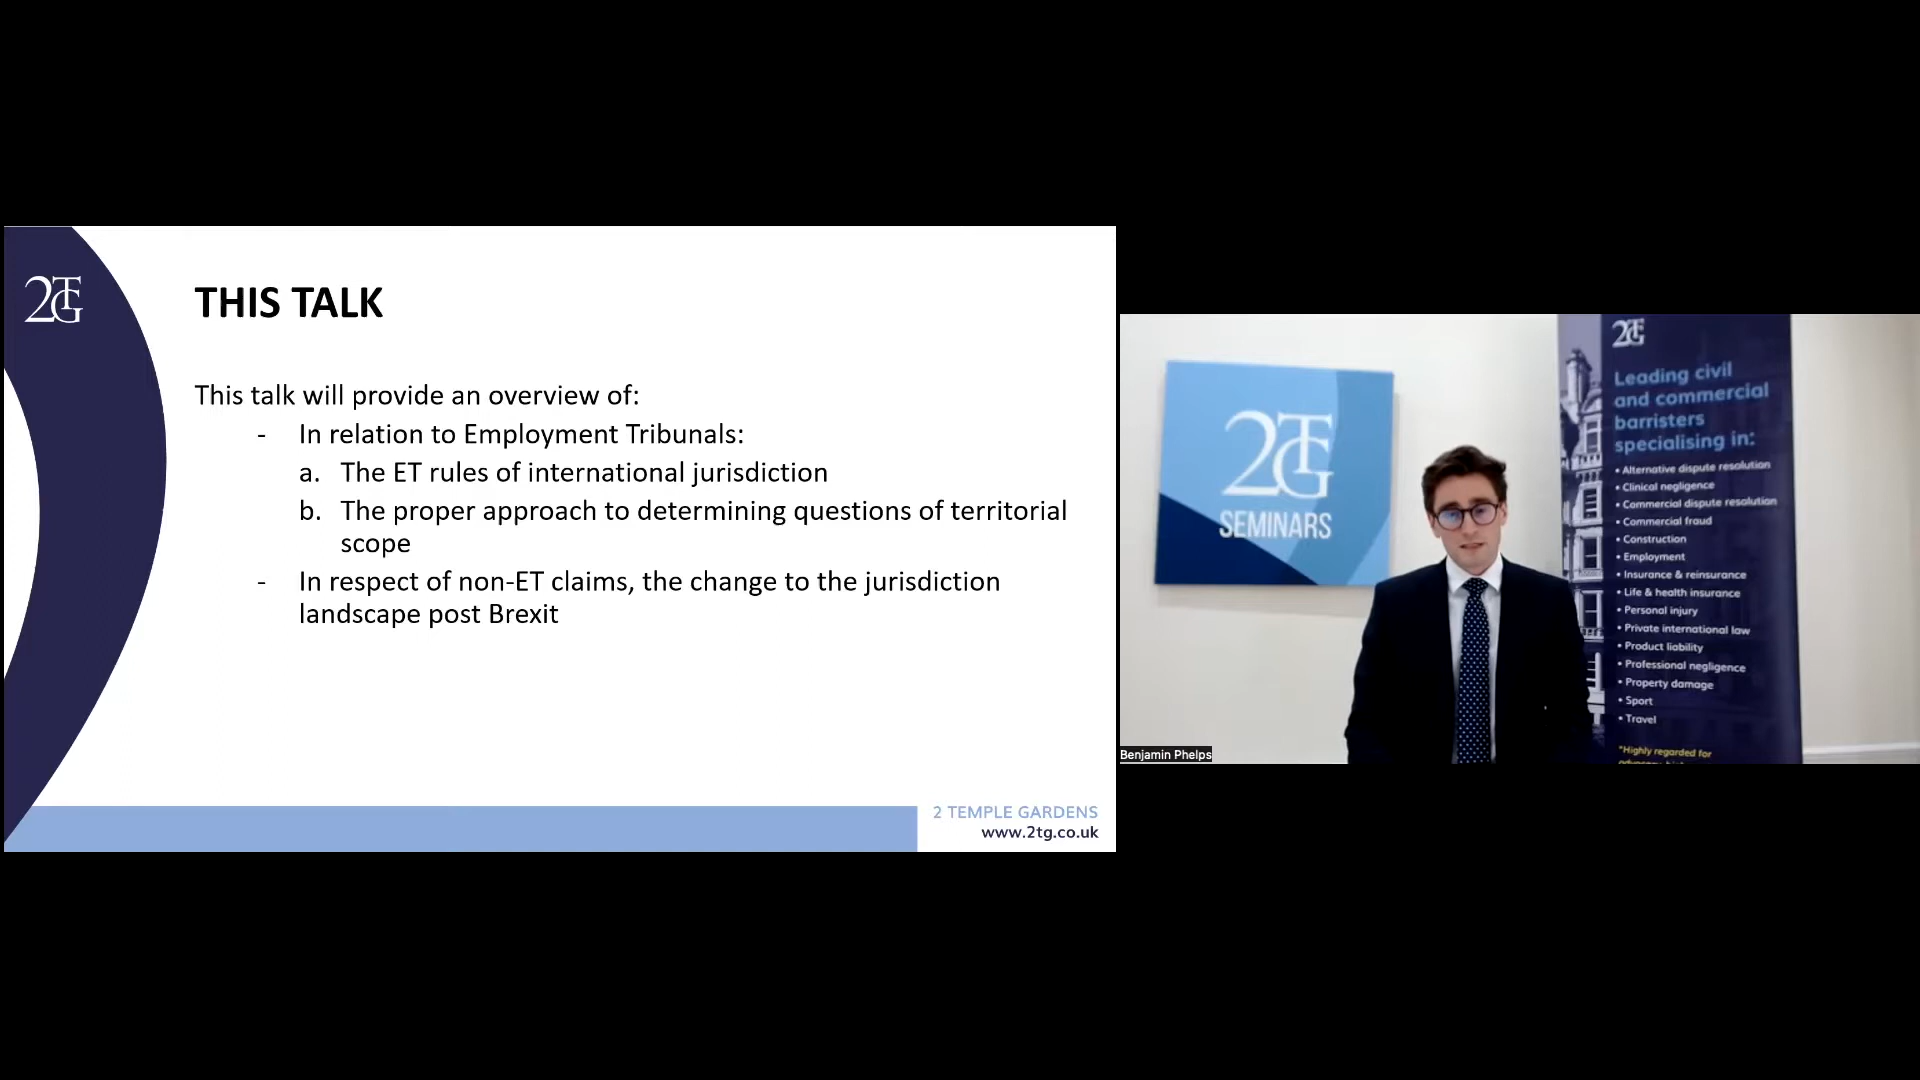 2TG
THIS TALK
This talk will provide an overview of:
- In relation to Employment Tribunals:
a. The ET rules of international jurisdiction
b. The proper approach to determining questions of territorial
scope
- In respect of non-ET claims, the change to the jurisdiction
landscape post Brexit
2 TEMPLE GARDENS
www.2tg.co.uk
2TG
SEMINARS
2TG
Leading civil
and commercial
barristers
specialising in:
• Alternative dispute resolution
• Clinical negligence
• Commercial dispute resolution
• Commercial fraud
• Construction
• Employment
• Insurance & reinsurance
• Life & health insurance
• Personal injury
• Private international law
• Product liability
• Professional negligence
• Property damage
• Sport
• Travel
"Highly regarded for
Benjamin Phelps